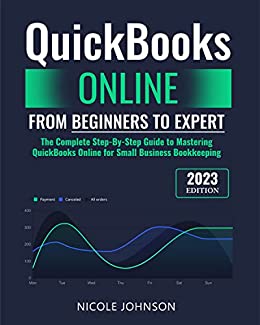 QuickBooks
ONLINE
FROM BEGINNERS TO EXPERT
The Complete Step-By-Step Guide to Mastering
QuickBooks Online for Small Business Bookkeeping
2023
EDITION
Payment Canceled All orders
400
300
200
100
0
Mon Tue Wed Thu Fri Sat Sun
NICOLE JOHNSON